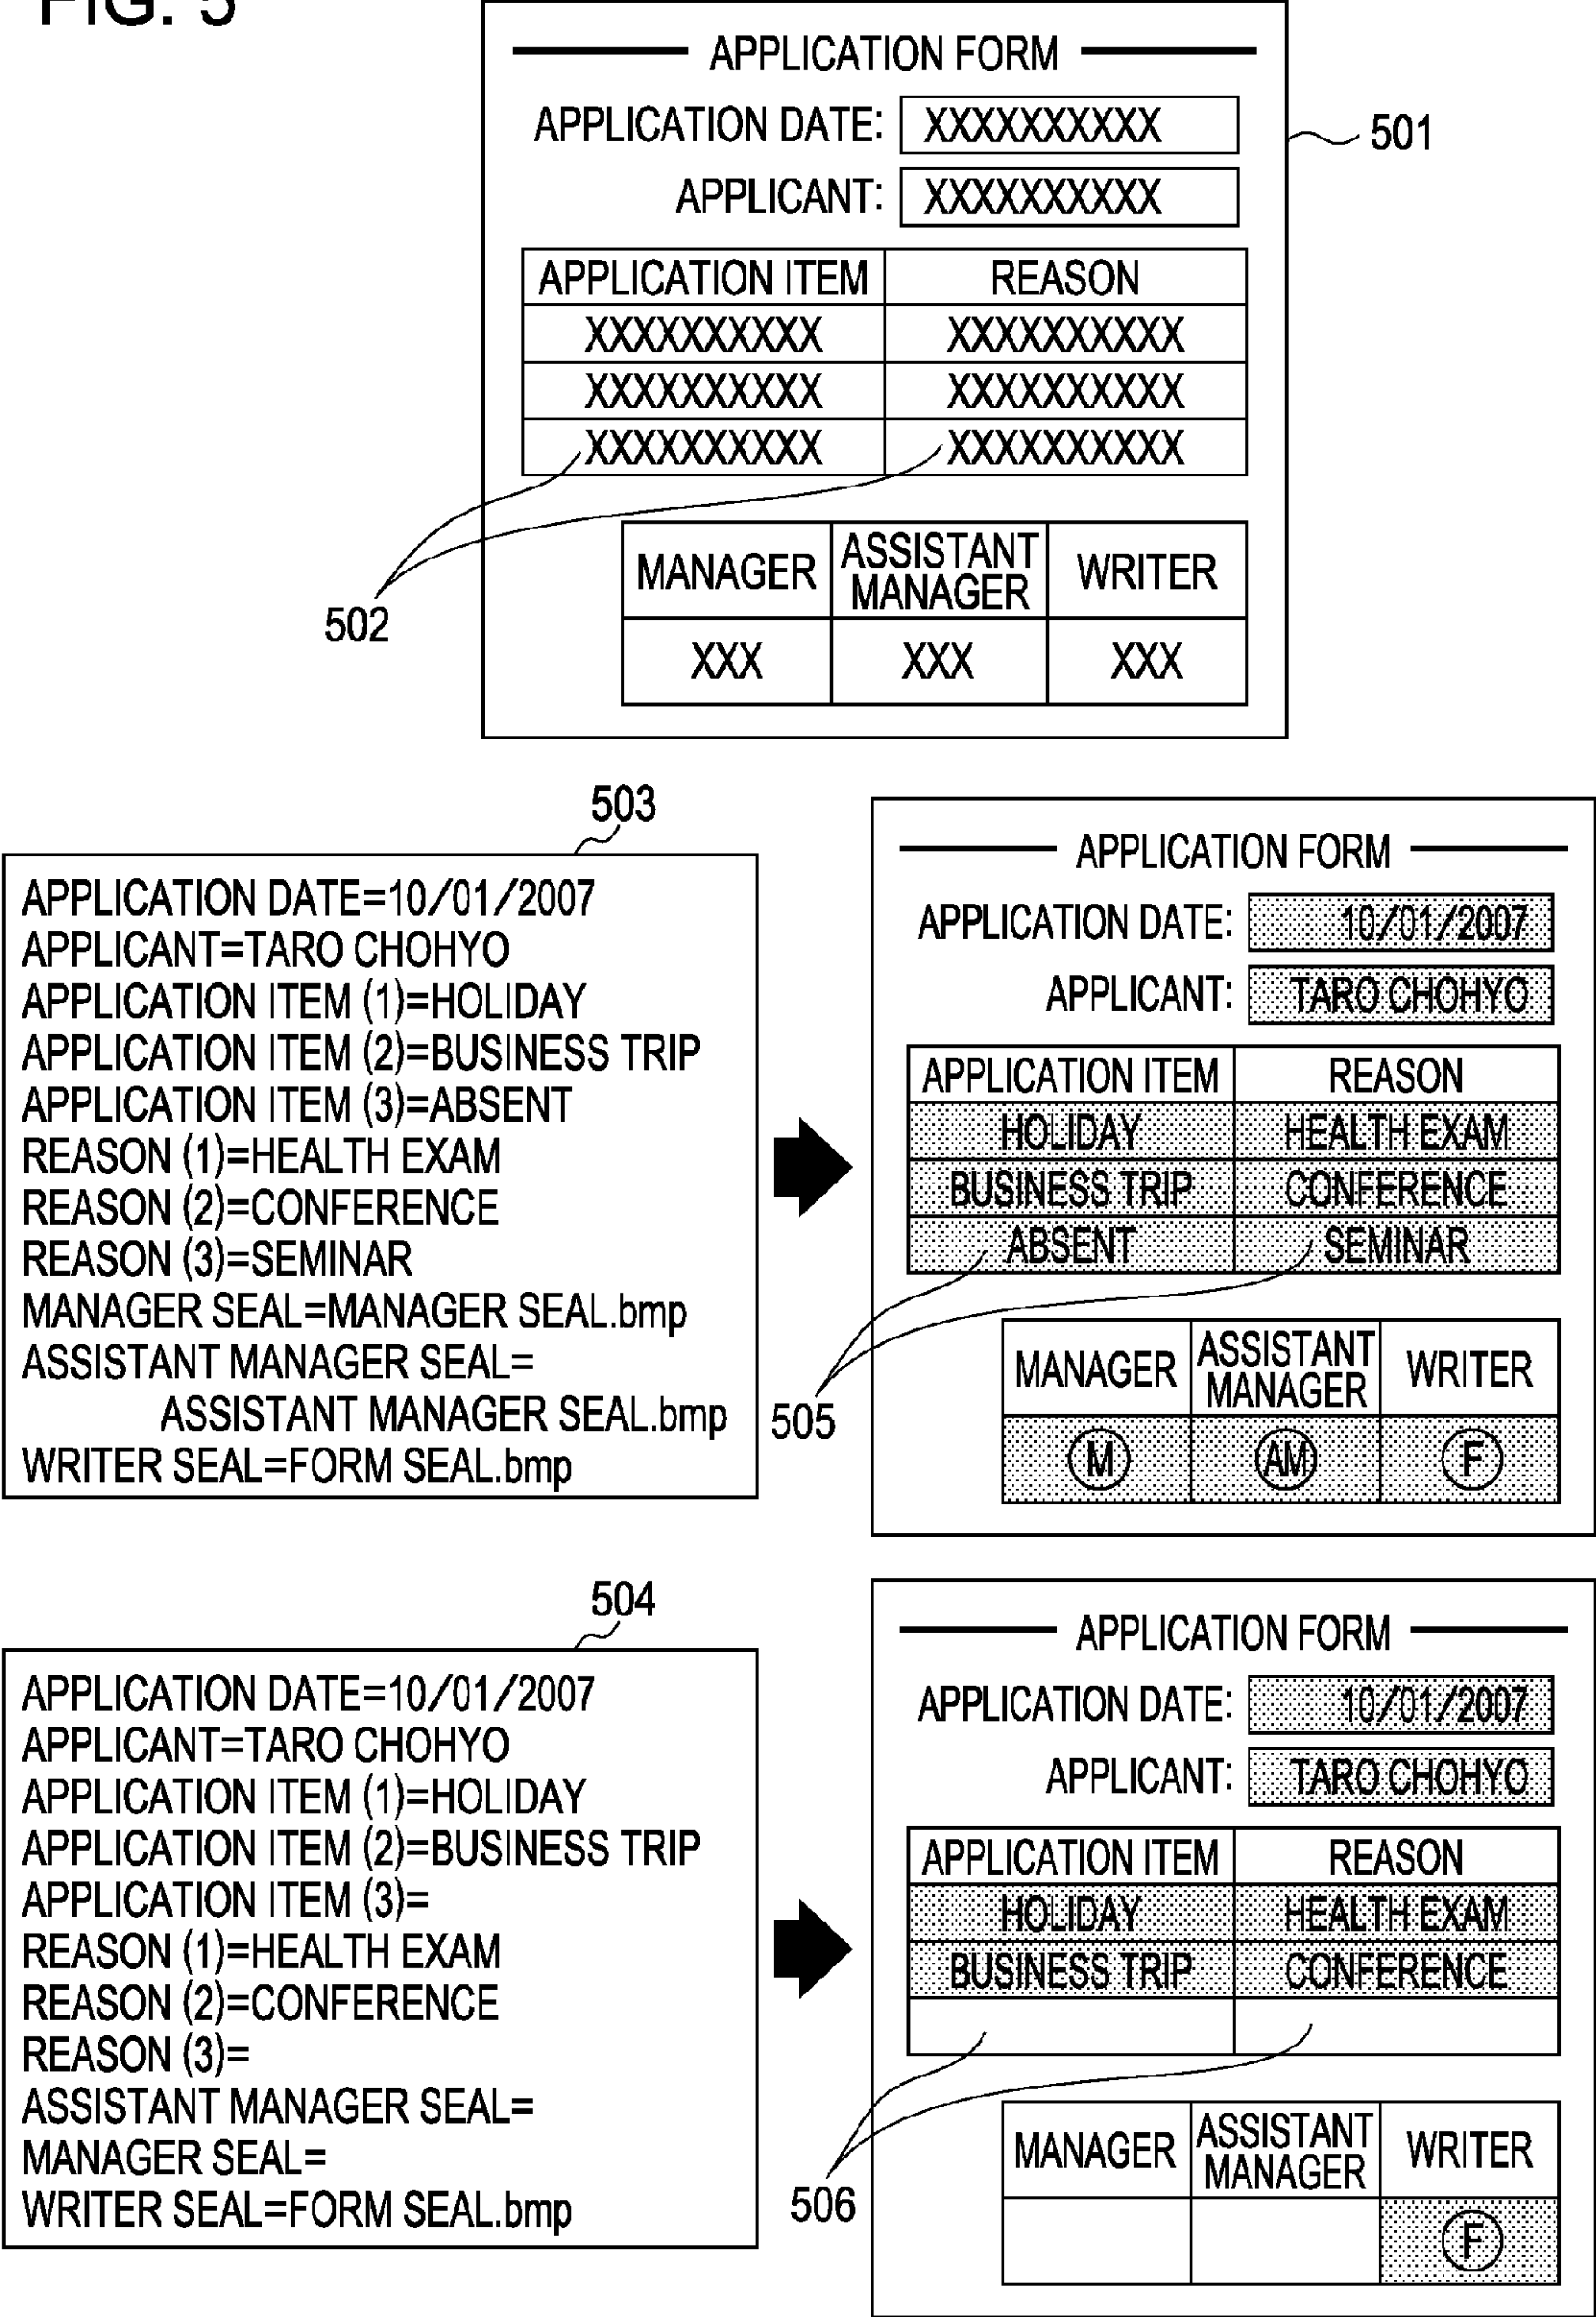 FIG. 5
APPLICATION FORM
APPLICATION DATE: XXXXXXXXXX
501
APPLICANT: XXXXXXXXXX
APPLICATION ITEM REASON
XXXXXXXXXX XXXXXXXXXX
XXXXXXXXXX XXXXXXXXXX
XXXXXXXXXX XXXXXXXXXX
MANAGER ASSISTANT MANAGER WRITER
502
XXX XXX XXX
503
APPLICATION DATE=10/01/2007
APPLICANT=TARO CHOHYO
APPLICATION ITEM (1)=HOLIDAY
APPLICATION ITEM (2)=BUSINESS TRIP
APPLICATION ITEM (3)=ABSENT
REASON (1)=HEALTH EXAM
REASON (2)=CONFERENCE
REASON (3)=SEMINAR
MANAGER SEAL=MANAGER SEAL.bmp
ASSISTANT MANAGER SEAL=
ASSISTANT MANAGER SEAL.bmp
WRITER SEAL=FORM SEAL.bmp
APPLICATION FORM
APPLICATION DATE: 10/01/2007
APPLICANT: TARO CHOHYO
APPLICATION ITEM REASON
HOLIDAY HEALTH EXAM
BUSINESS TRIP CONFERENCE
ABSENT SEMINAR
MANAGER ASSISTANT MANAGER WRITER
505
M AM F
504
APPLICATION DATE=10/01/2007
APPLICANT=TARO CHOHYO
APPLICATION ITEM (1)=HOLIDAY
APPLICATION ITEM (2)=BUSINESS TRIP
APPLICATION ITEM (3)=
REASON (1)=HEALTH EXAM
REASON (2)=CONFERENCE
REASON (3)=
ASSISTANT MANAGER SEAL=
MANAGER SEAL=
WRITER SEAL=FORM SEAL.bmp
APPLICATION FORM
APPLICATION DATE: 10/01/2007
APPLICANT: TARO CHOHYO
APPLICATION ITEM REASON
HOLIDAY HEALTH EXAM
BUSINESS TRIP CONFERENCE
MANAGER ASSISTANT MANAGER WRITER
506
F